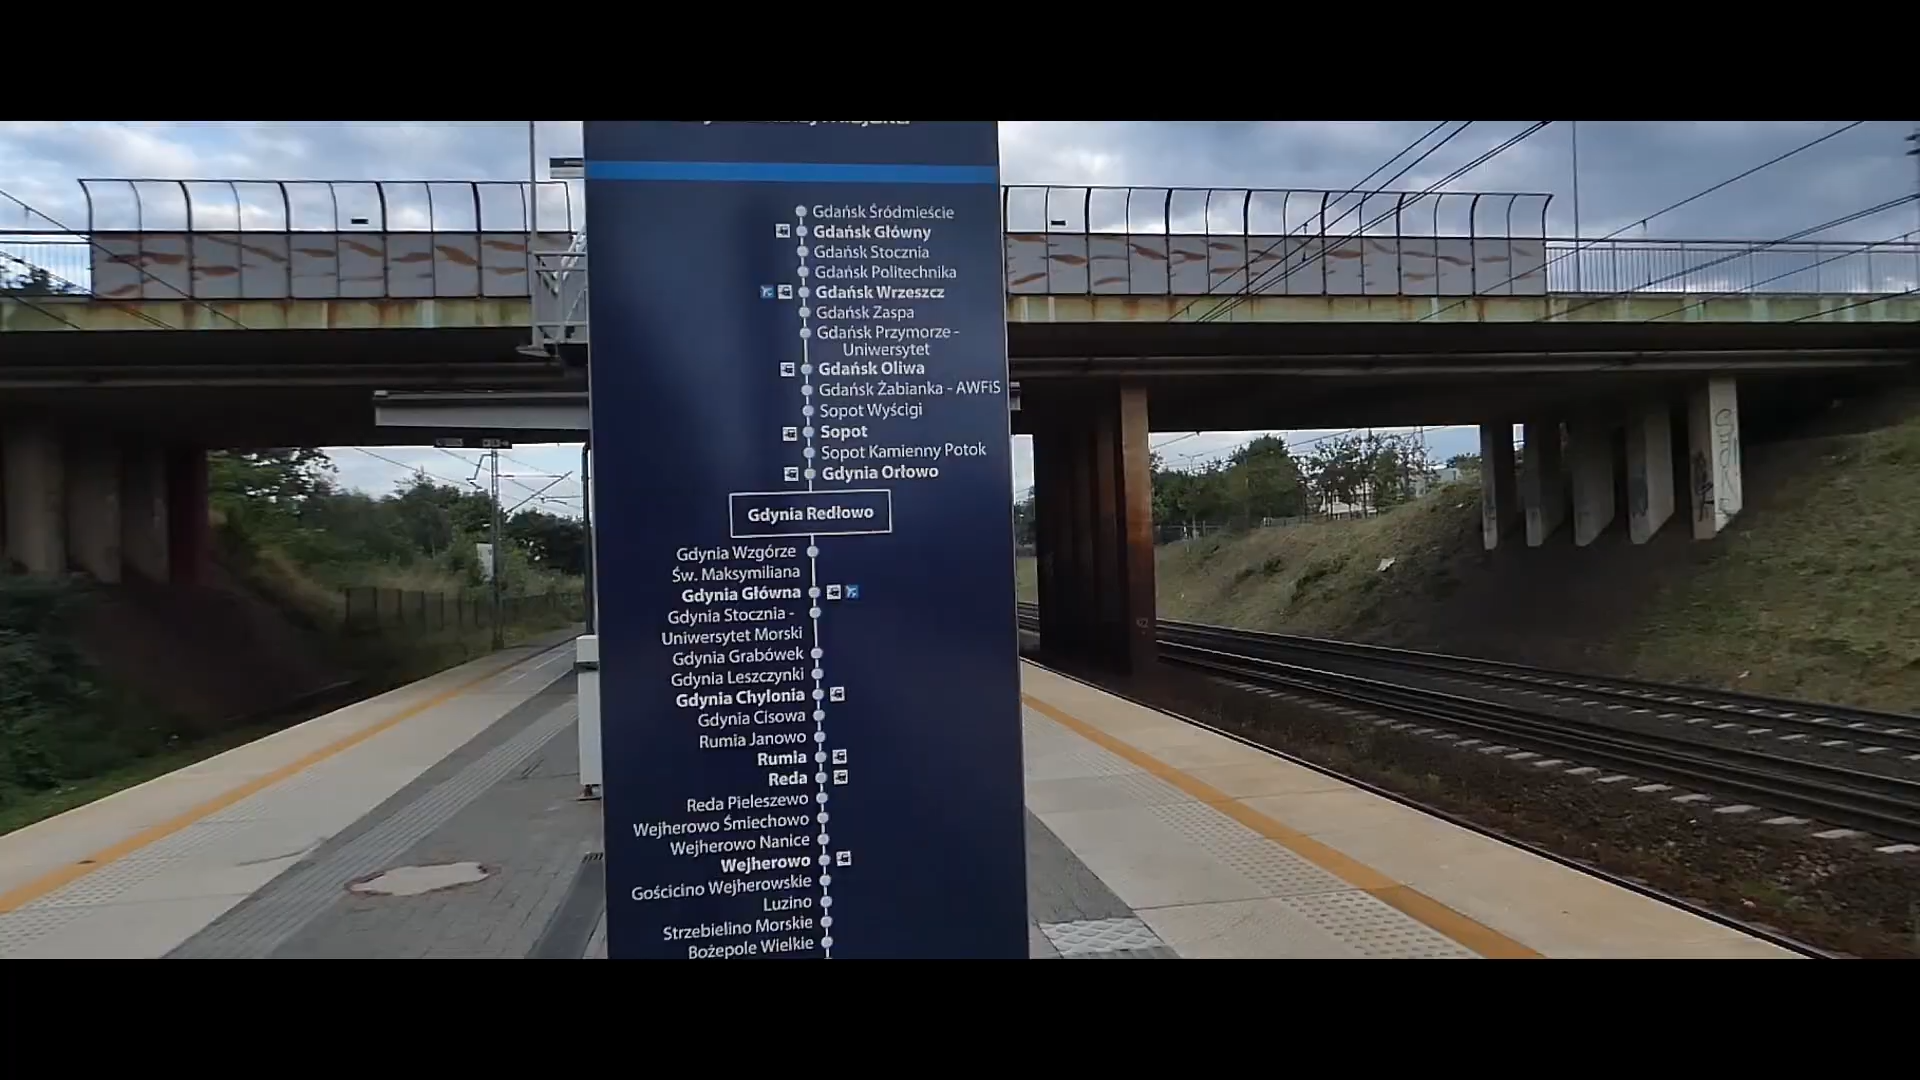 Gdańsk Śródmieście
Gdańsk Główny
Gdańsk Stocznia
Gdańsk Politechnika
Gdańsk Wrzeszcz
Gdańsk Zaspa
Gdańsk Przymorze -
Uniwersytet
Gdańsk Oliwa
Gdańsk Żabianka - AWFiS
Sopot Wyścigi
Sopot
Sopot Kamienny Potok
Gdynia Orłowo
Gdynia Redłowo
Gdynia Wzgórze
Św. Maksymiliana
Gdynia Główna
Gdynia Stocznia -
Uniwersytet Morski
Gdynia Grabówek
Gdynia Leszczynki
Gdynia Chylonia
Gdynia Cisowa
Rumia Janowo
Rumia
Reda
Reda Pieleszewo
Wejherowo Śmiechowo
Wejherowo Nanice
Wejherowo
Gościcino Wejherowskie
Luzino
Strzebielino Morskie
Bożepole Wielkie